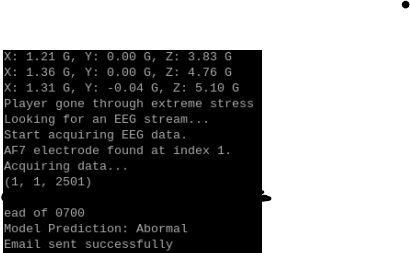 X: 1.21 G, Y: 0.00 G, Z: 3.83 G
X: 1.36 G, Y: 0.00 G, Z: 4.76 G
X: 1.31 G, Y: -0.04 G, Z: 5.10 G
Player gone through extreme stress
Looking for an EEG stream...
Start acquiring EEG data.
AF7 electrode found at index 1.
Acquiring data...
(1, 1, 2501)
ead of 0700
Model Prediction: Abormal
Email sent successfully